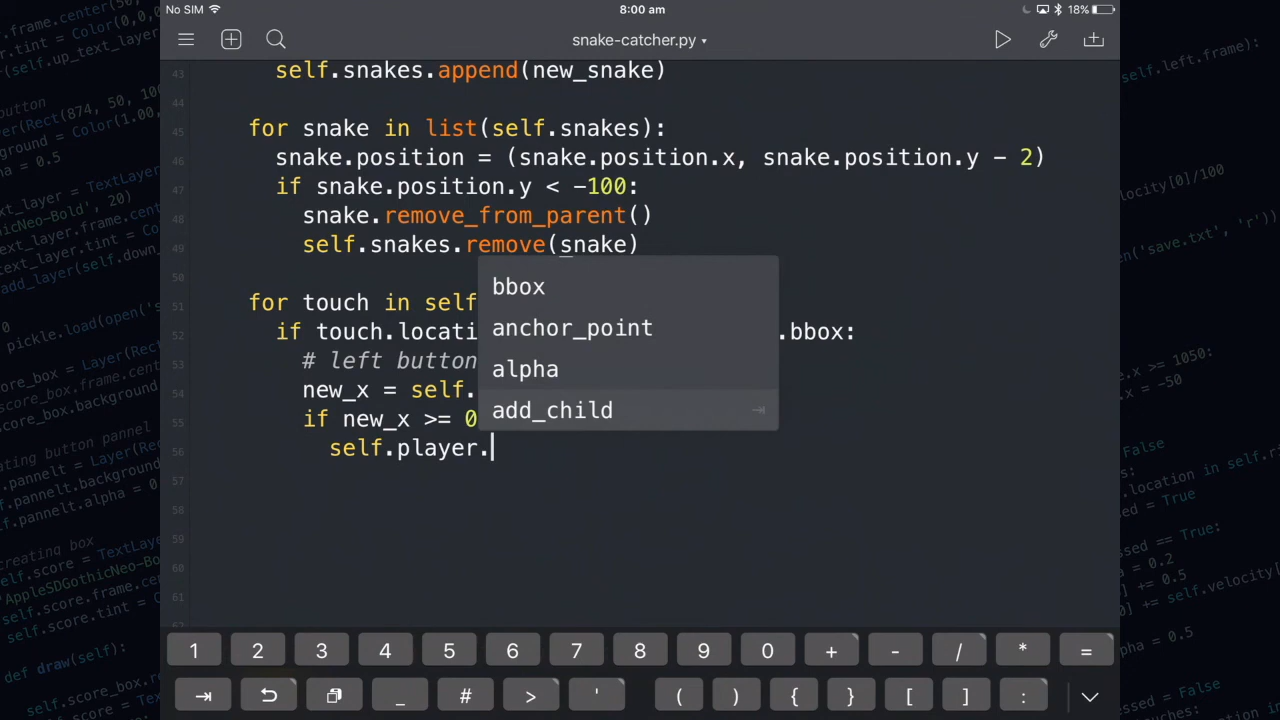 No SIM 8:00 am 18%
snake-catcher.py ▾
43 self.snakes.append(new_snake)
44
45 for snake in list(self.snakes):
46 snake.position = (snake.position.x, snake.position.y - 2)
47 if snake.position.y < -100:
48 snake.remove_from_parent()
49 self.snakes.remove(snake)
50
51 for touch in self
52 if touch.locati .bbox:
53 # left button
54 new_x = self.
55 if new_x >= 0
56 self.player.
57
58
59
60
61
bbox
anchor_point
alpha
add_child
1 2 3 4 5 6 7 8 9 0 + - / * =
_ # > ' ( ) { } [ ] :